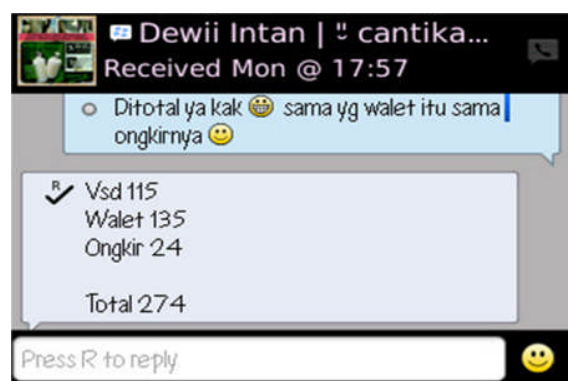 Dewii Intan | ت cantika...
Received Mon @ 17:57
Ditotal ya kak 😁 sama yg walet itu sama
ongkirnya 🙂
R Vsd 115
Walet 135
Ongkir 24
Total 274
Press R to reply